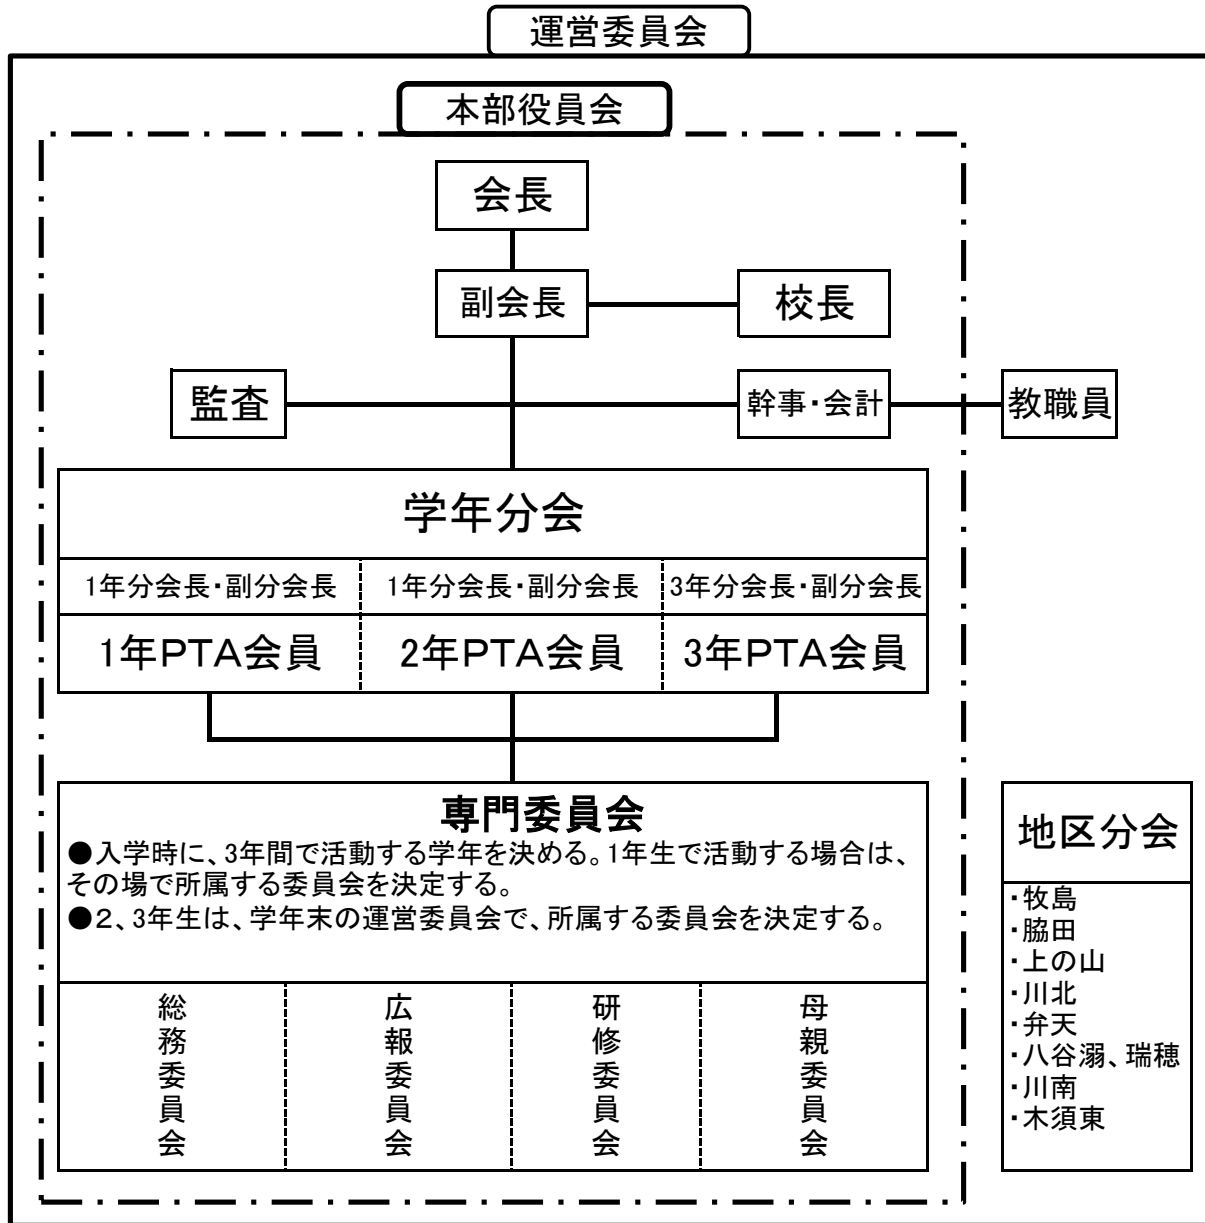 運営委員会
本部役員会
会長
副会長
校長
監査
幹事・会計
教職員
学年分会
1年分会長・副分会長
1年分会長・副分会長
3年分会長・副分会長
1年PTA会員
2年PTA会員
3年PTA会員
専門委員会
●入学時に、3年間で活動する学年を決める。1年生で活動する場合は、
その場で所属する委員会を決定する。
●2、3年生は、学年末の運営委員会で、所属する委員会を決定する。
総務委員会
広報委員会
研修委員会
母親委員会
地区分会
・牧島
・脇田
・上の山
・川北
・弁天
・八谷溺、瑞穂
・川南
・木須東